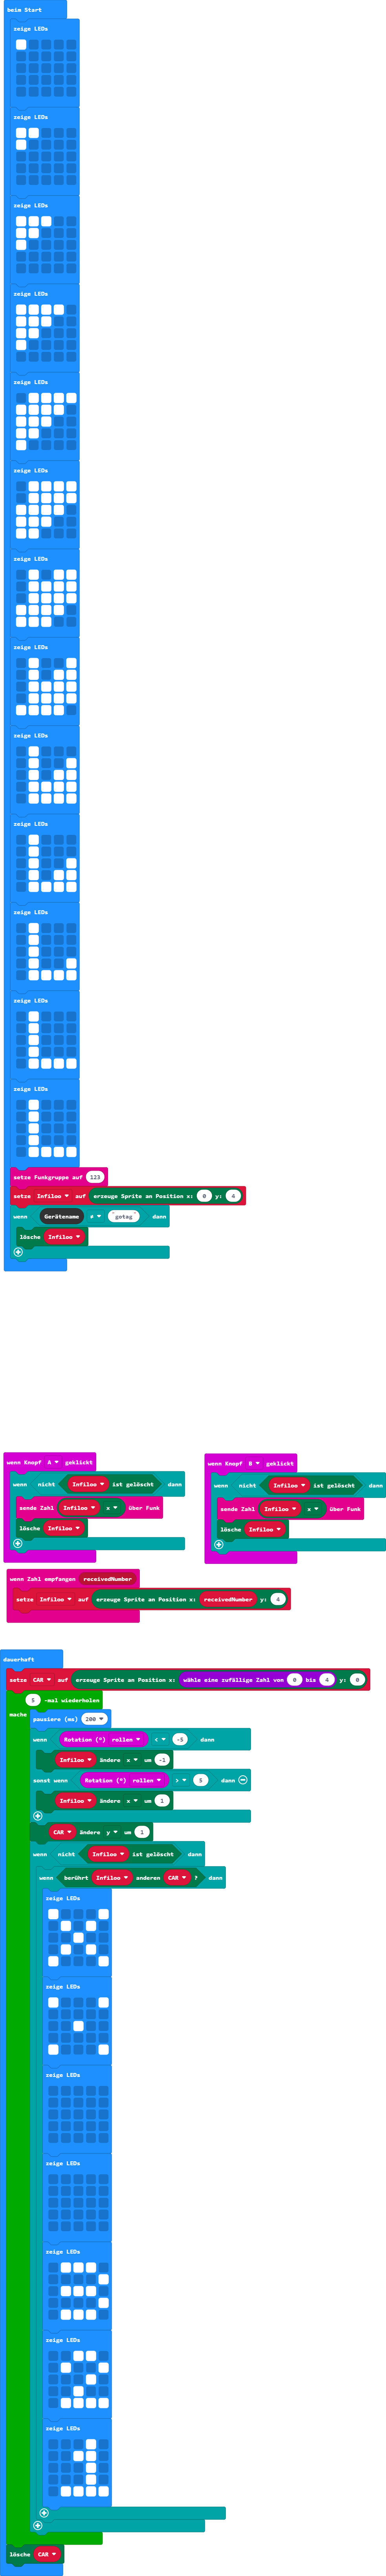 beim Start
zeige LEDs
zeige LEDs
zeige LEDs
zeige LEDs
zeige LEDs
zeige LEDs
zeige LEDs
zeige LEDs
zeige LEDs
zeige LEDs
zeige LEDs
zeige LEDs
zeige LEDs
setze Funkgruppe auf 123
setze Infiloo auf erzeuge Sprite an Position x: 0 y: 4
wenn Gerätename ≠ "getag" dann
lösche Infiloo
wenn Knopf A geklickt
wenn nicht Infiloo ist gelöscht dann
sende Zahl Infiloo x über Funk
lösche Infiloo
wenn Knopf B geklickt
wenn nicht Infiloo ist gelöscht dann
sende Zahl Infiloo x über Funk
lösche Infiloo
wenn Zahl empfangen receivedNumber
setze Infiloo auf erzeuge Sprite an Position x: receivedNumber y: 4
dauerhaft
setze CAR auf erzeuge Sprite an Position x: wähle eine zufällige Zahl von 0 bis 4 y: 0
5 -mal wiederholen
mache
pausiere (ms) 200
wenn Rotation (°) rollen < -5 dann
Infiloo ändere x um -1
sonst wenn Rotation (°) rollen > 5 dann
Infiloo ändere x um 1
CAR ändere y um 1
wenn nicht Infiloo ist gelöscht dann
wenn berührt Infiloo anderen CAR ? dann
zeige LEDs
zeige LEDs
zeige LEDs
zeige LEDs
zeige LEDs
zeige LEDs
zeige LEDs
lösche CAR